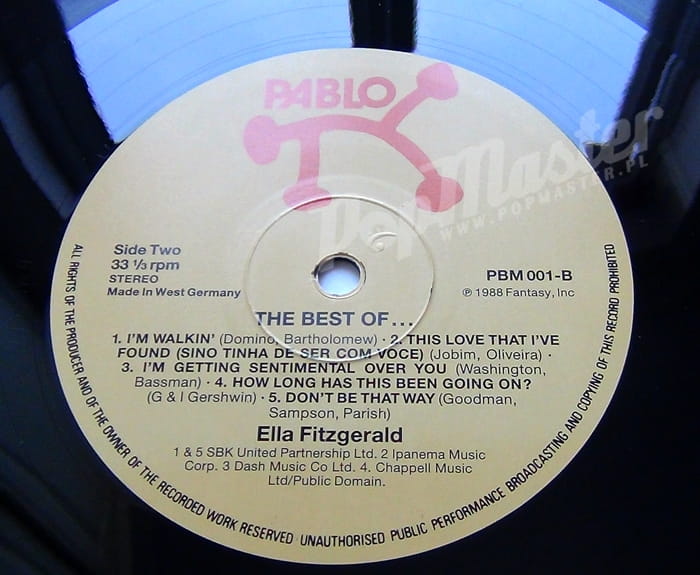 PABLO
PopMaster
WWW.POPMASTER.PL
Side Two
33 1/3 rpm
STEREO
Made In West Germany
PBM 001-B
℗ 1988 Fantasy, Inc
THE BEST OF...
1. I'M WALKIN' (Domino, Bartholomew) · 2. THIS LOVE THAT I'VE
FOUND (SINO TINHA DE SER COM VOCE) (Jobim, Oliveira) ·
3. I'M GETTING SENTIMENTAL OVER YOU (Washington,
Bassman) · 4. HOW LONG HAS THIS BEEN GOING ON?
(G & I Gershwin) · 5. DON'T BE THAT WAY (Goodman,
Sampson, Parish)
Ella Fitzgerald
1 & 5 SBK United Partnership Ltd. 2 Ipanema Music
Corp. 3 Dash Music Co Ltd. 4. Chappell Music
Ltd/Public Domain.
ALL RIGHTS OF THE PRODUCER AND OF THE OWNER OF THE RECORDED WORK RESERVED · UNAUTHORISED PUBLIC PERFORMANCE BROADCASTING AND COPYING OF THIS RECORD PROHIBITED